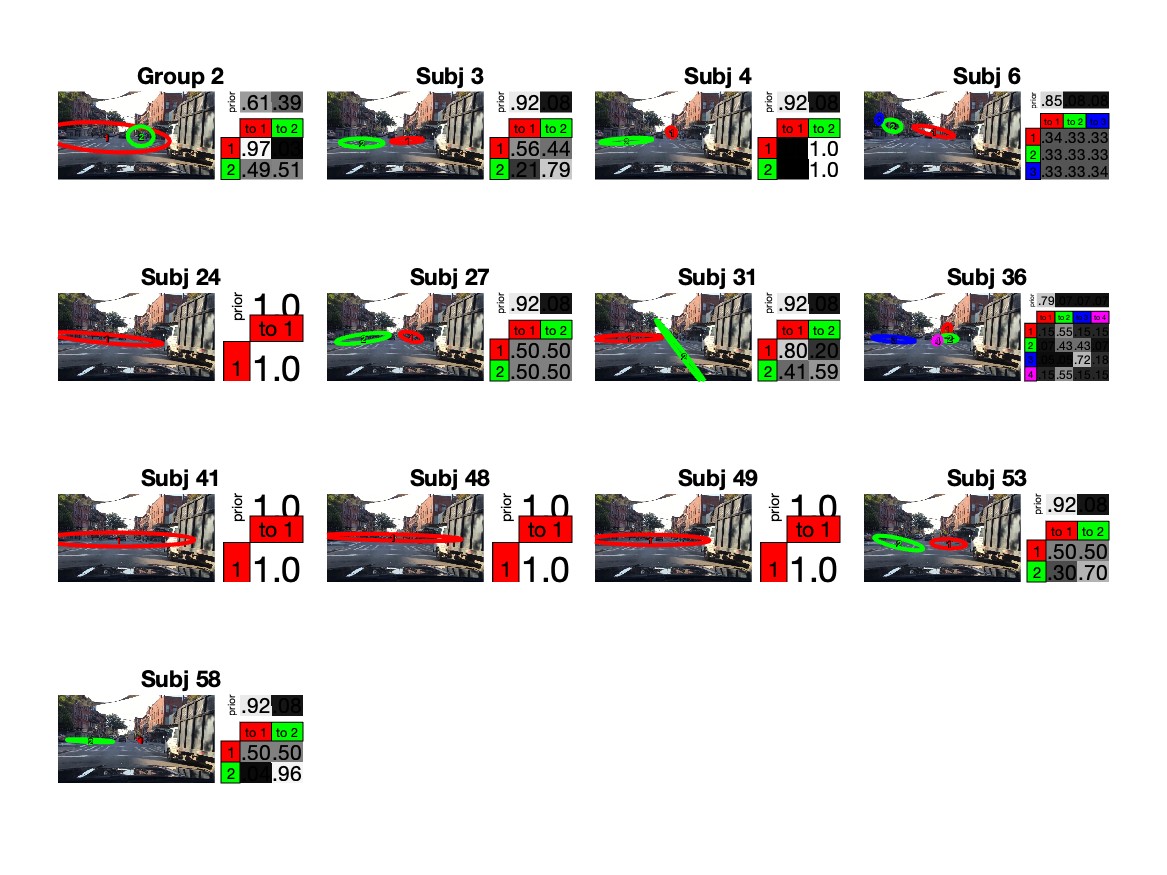 Group 2 Subj 3 Subj 4 Subj 6
prior .61 .39 prior .92 .08 prior .92 .08 prior .85 .08 .08
to 1 to 2 to 1 to 2 to 1 to 2 to 1 to 2
1 .97 1 .56 .44 1 1.0 1 .34 .33 .33
2 .49 .51 2 .21 .79 2 1.0 2 .33 .33 .33
.33 .33 .34
Subj 24 Subj 27 Subj 31 Subj 36
prior 1.0 prior .92 .08 prior .92 .08 prior .79 .07 .07 .07
to 1 to 1 to 2 to 1 to 2 to 1 to 2 to 4
1 1.0 1 .50 .50 1 .80 .20 1 .15 .55 .15 .15
2 .50 .50 2 .41 .59 2 .43 .43
.72 .18
4 .15 .55 .15 .15
Subj 41 Subj 48 Subj 49 Subj 53
prior 1.0 prior 1.0 prior 1.0 prior .92 .08
to 1 to 1 to 1 to 1 to 2
1 1.0 1 1.0 1 1.0 1 .50 .50
2 .30 .70
Subj 58
prior .92 .08
to 1 to 2
1 .50 .50
2 .04 .96